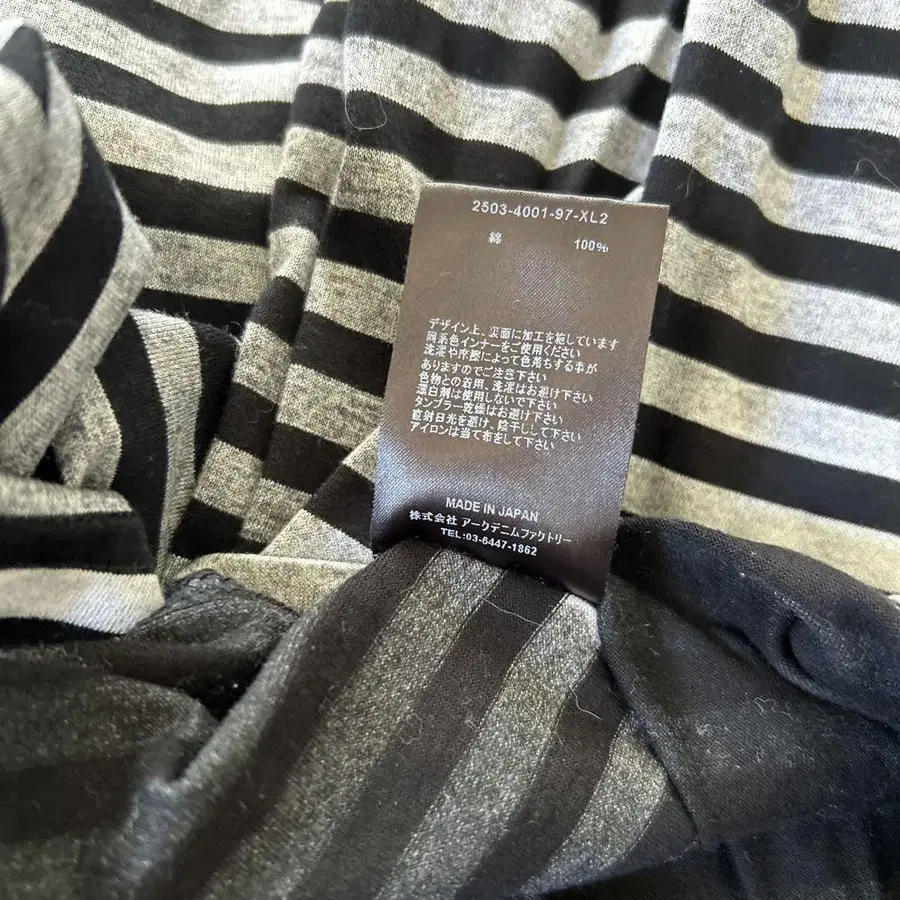 2503-4001-97-XL2
綿 100%
デザイン上、裏面に加工を施しています
同系色インナーをご使用ください
洗濯や摩擦によって色落ちする事が
ありますのでご注意下さい
色物との着用、洗濯はお避け下さい
漂白剤は使用しないで下さい
タンブラー乾燥はお避け下さい
直射日光を避け、陰干しして下さい
アイロンは当て布をして下さい
MADE IN JAPAN
株式会社 アークデニムファクトリー
TEL:03-6447-1862